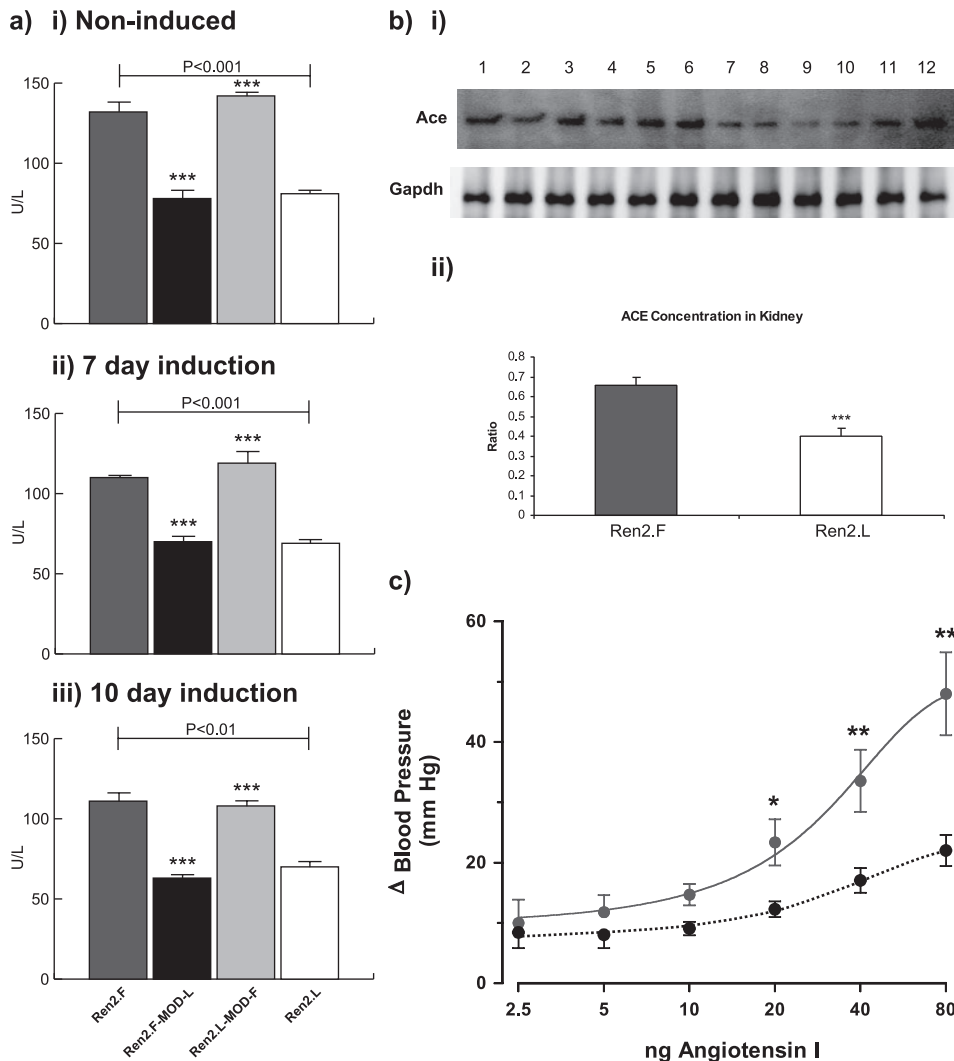 a) i) Non-induced
150
100
50
0
U/L
P<0.001
***
***
ii) 7 day induction
150
100
50
0
U/L
P<0.001
***
***
iii) 10 day induction
150
100
50
0
U/L
P<0.01
***
***
Ren2.F
Ren2.F-MOD-L
Ren2.L-MOD-F
Ren2.L
b) i)
1 2 3 4 5 6 7 8 9 10 11 12
Ace
Gapdh
ii)
ACE Concentration in Kidney
0.8
0.7
0.6
0.5
0.4
0.3
0.2
0.1
0
Ratio
***
Ren2.F Ren2.L
c)
60
40
20
0
Δ Blood Pressure
(mm Hg)
*
**
**
2.5 5 10 20 40 80
ng Angiotensin I